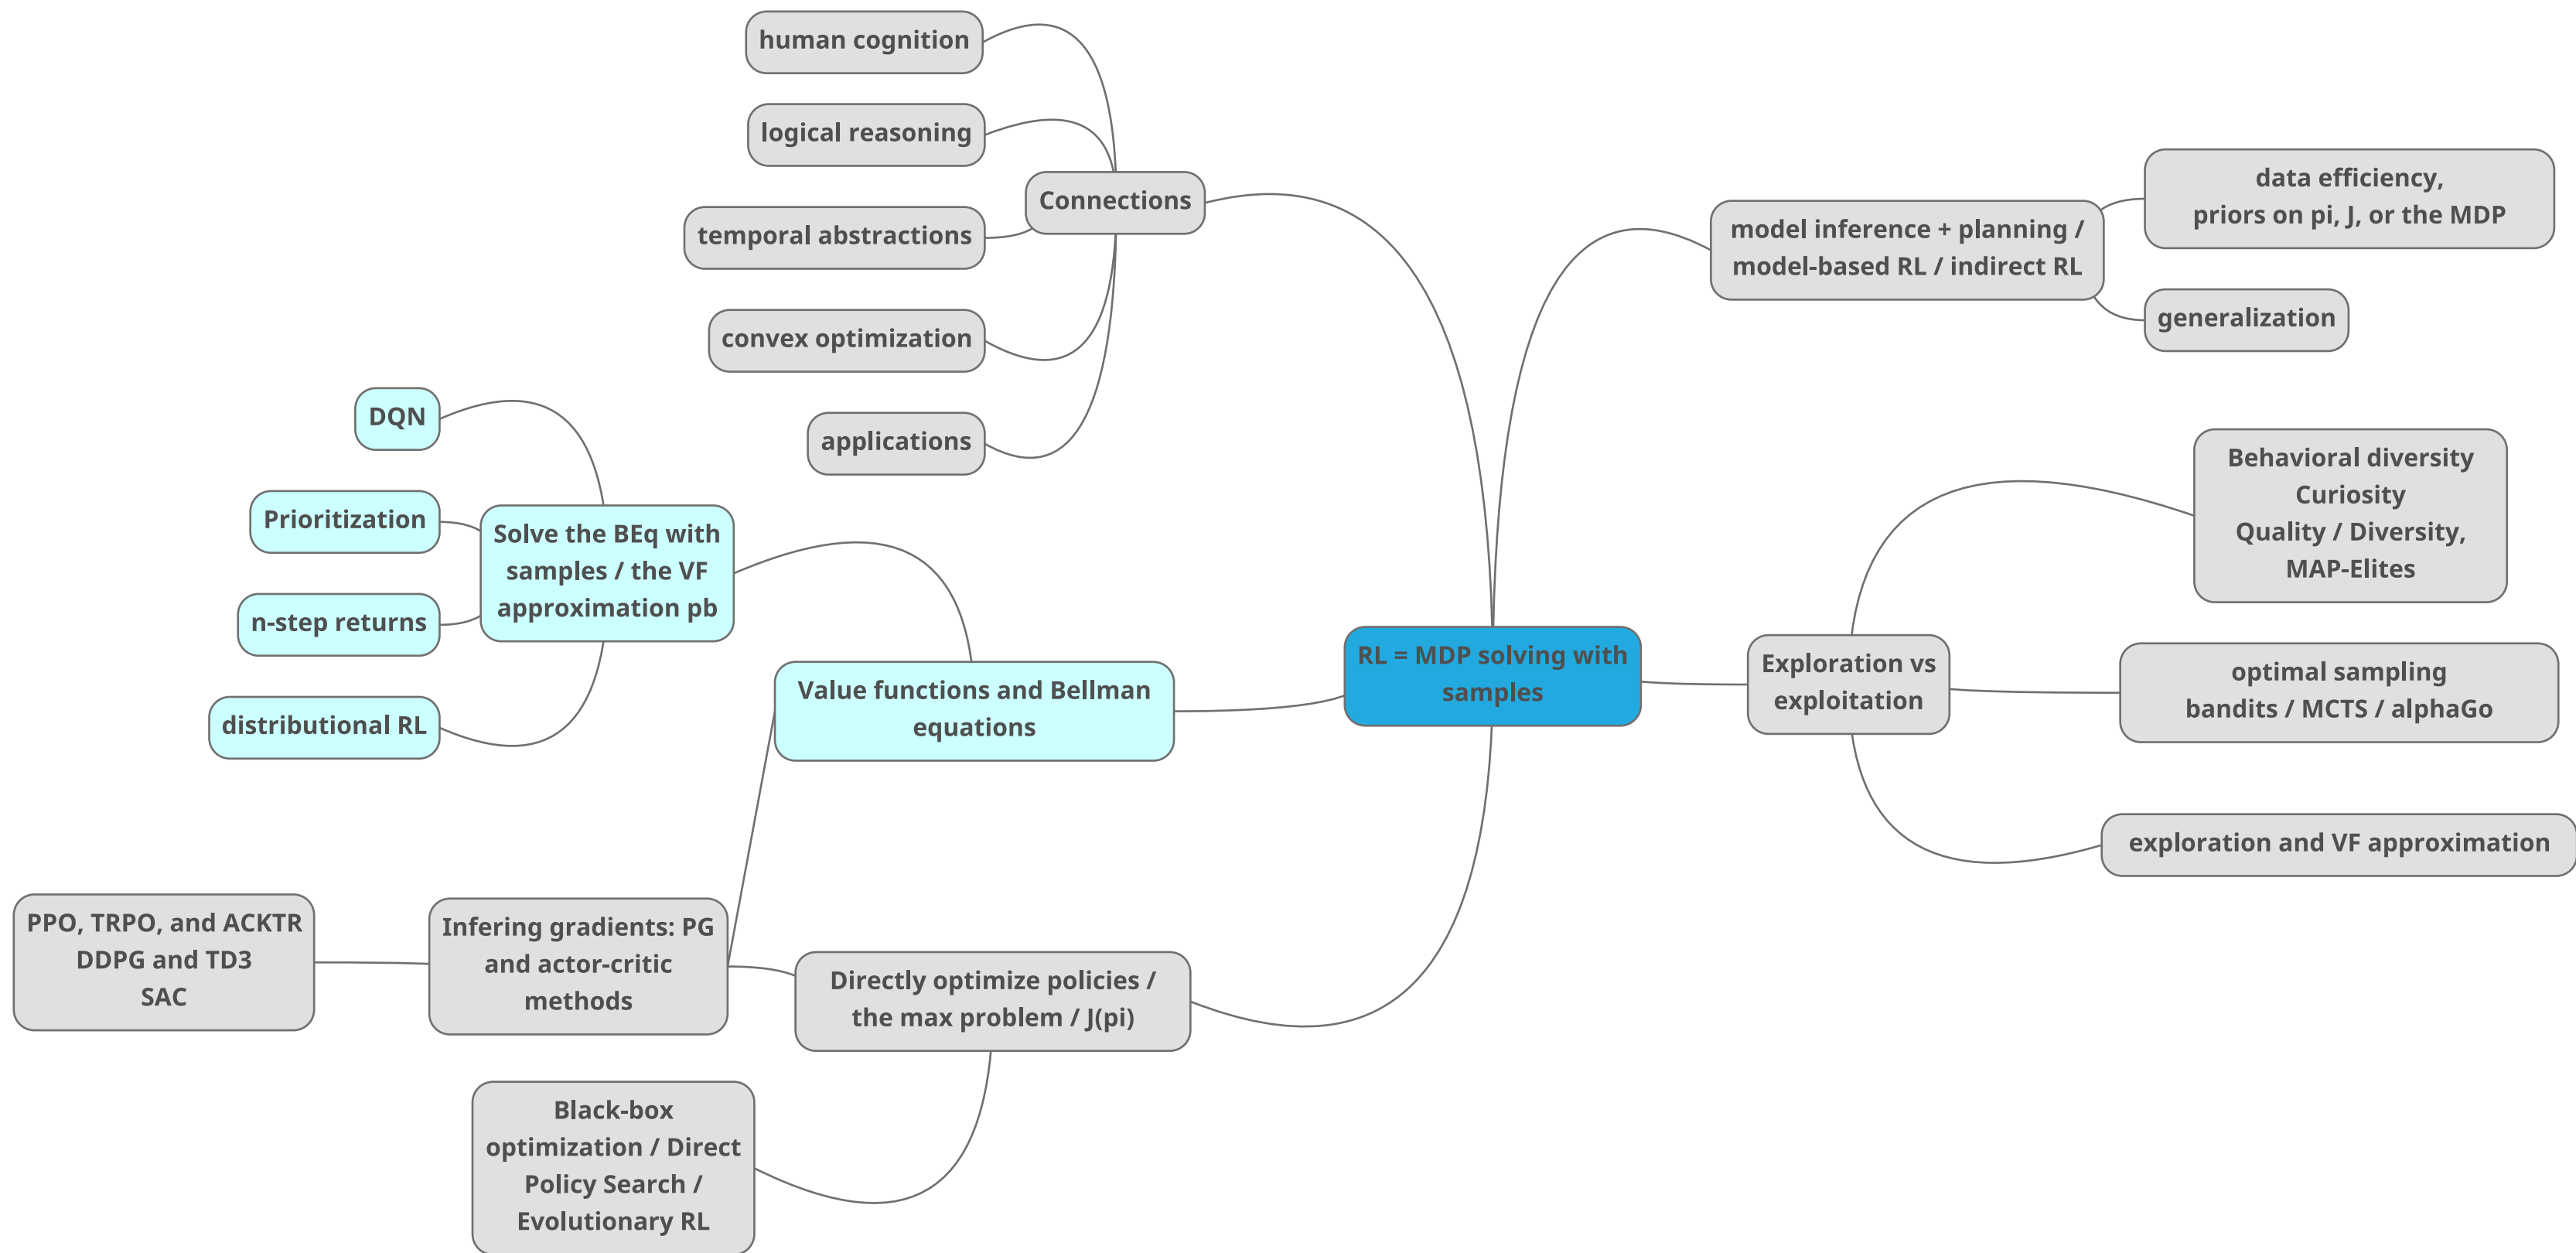 human cognition
logical reasoning
Connections
temporal abstractions
convex optimization
applications
DQN
Prioritization
Solve the BEq with
samples / the VF
approximation pb
n-step returns
distributional RL
Value functions and Bellman
equations
RL = MDP solving with
samples
PPO, TRPO, and ACKTR
DDPG and TD3
SAC
Infering gradients: PG
and actor-critic
methods
Directly optimize policies /
the max problem / J(pi)
Black-box
optimization / Direct
Policy Search /
Evolutionary RL
model inference + planning /
model-based RL / indirect RL
data efficiency,
priors on pi, J, or the MDP
generalization
Exploration vs
exploitation
Behavioral diversity
Curiosity
Quality / Diversity,
MAP-Elites
optimal sampling
bandits / MCTS / alphaGo
exploration and VF approximation